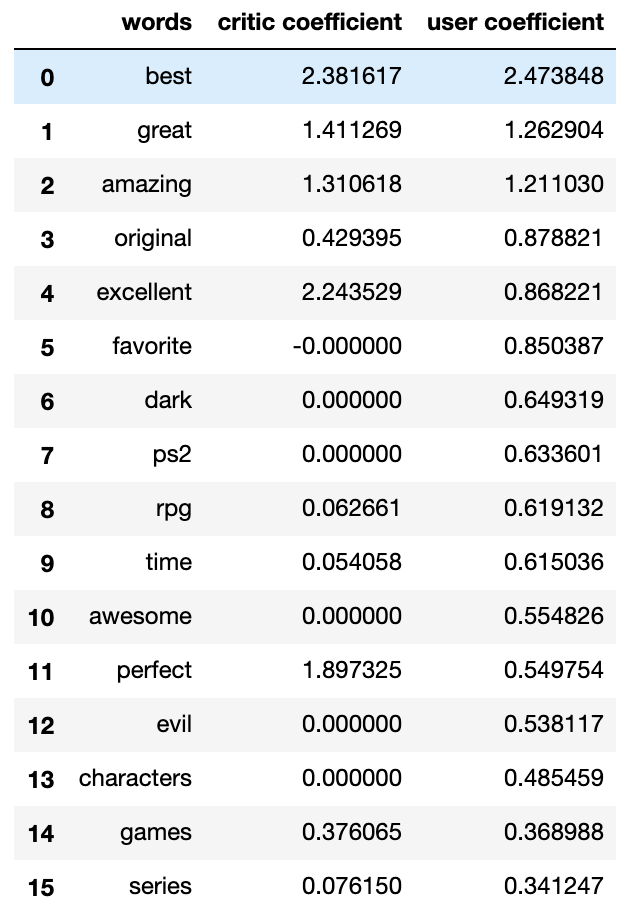 words critic coefficient user coefficient
0 best 2.381617 2.473848
1 great 1.411269 1.262904
2 amazing 1.310618 1.211030
3 original 0.429395 0.878821
4 excellent 2.243529 0.868221
5 favorite -0.000000 0.850387
6 dark 0.000000 0.649319
7 ps2 0.000000 0.633601
8 rpg 0.062661 0.619132
9 time 0.054058 0.615036
10 awesome 0.000000 0.554826
11 perfect 1.897325 0.549754
12 evil 0.000000 0.538117
13 characters 0.000000 0.485459
14 games 0.376065 0.368988
15 series 0.076150 0.341247